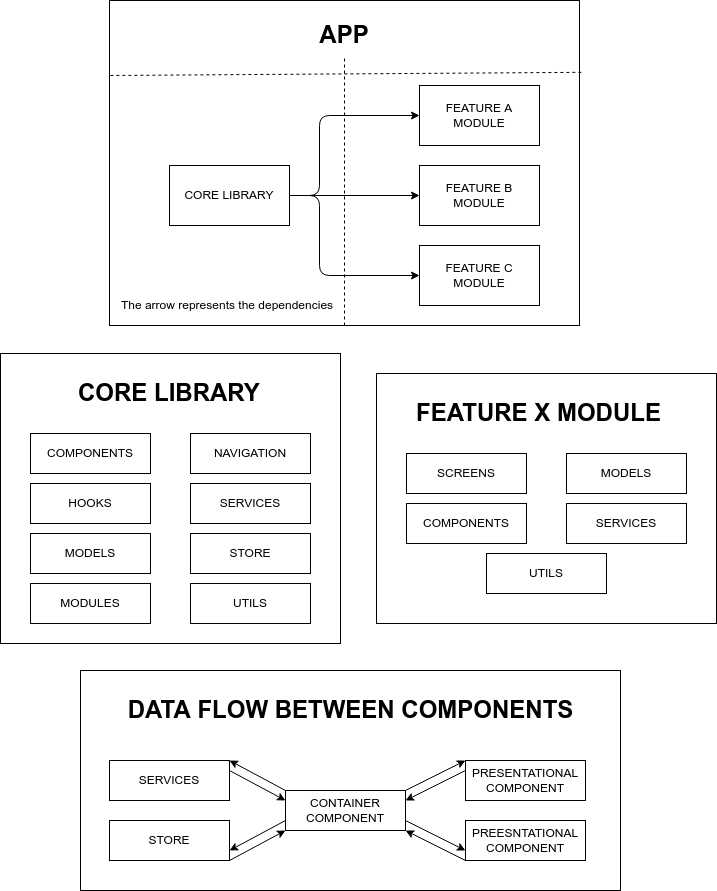 APP
CORE LIBRARY
FEATURE A
MODULE
FEATURE B
MODULE
FEATURE C
MODULE
The arrow represents the dependencies
CORE LIBRARY
COMPONENTS
NAVIGATION
HOOKS
SERVICES
MODELS
STORE
MODULES
UTILS
FEATURE X MODULE
SCREENS
MODELS
COMPONENTS
SERVICES
UTILS
DATA FLOW BETWEEN COMPONENTS
SERVICES
STORE
CONTAINER
COMPONENT
PRESENTATIONAL
COMPONENT
PREESNTATIONAL
COMPONENT